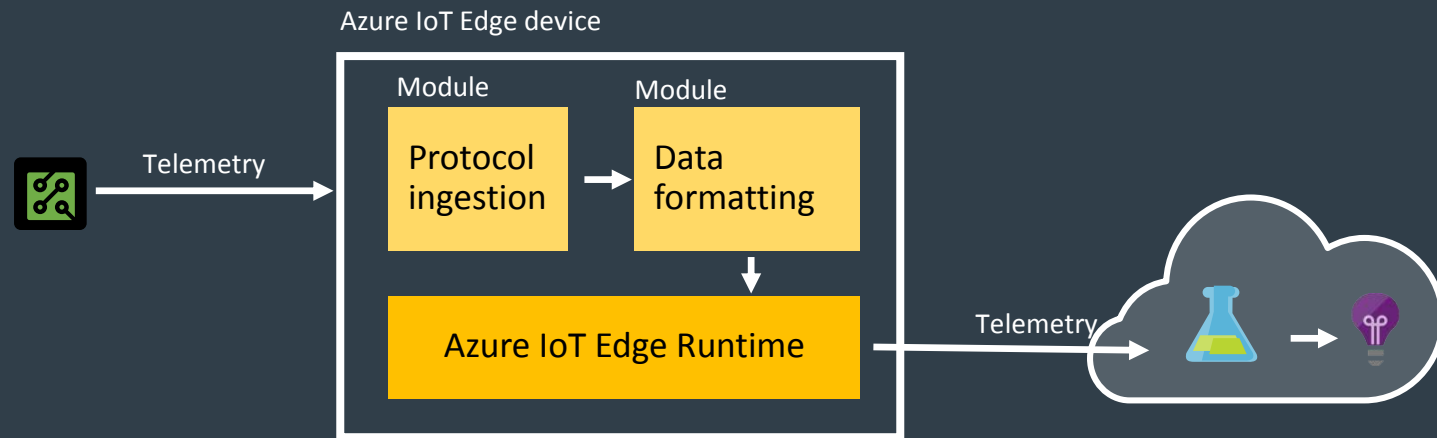 Azure IoT Edge device
Module
Module
Telemetry
Protocol
ingestion
Data
formatting
Azure IoT Edge Runtime
Telemetry